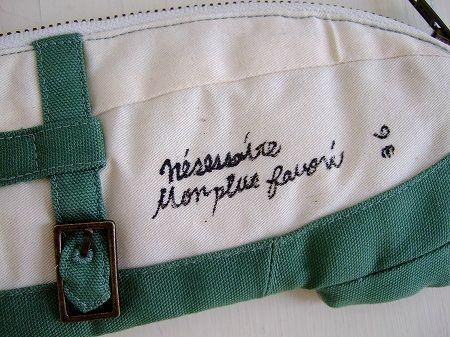 nésessaire
Mon plus favori